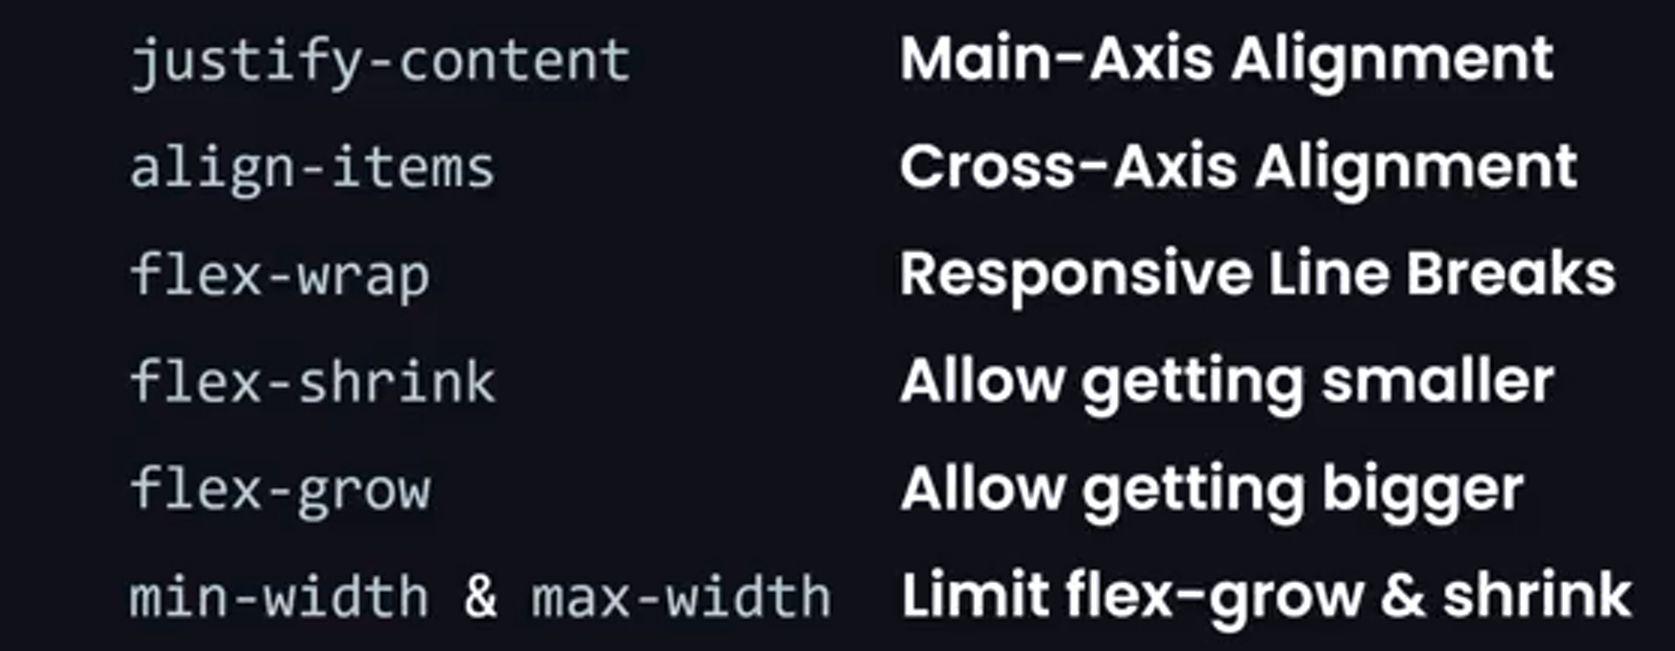 justify-content Main-Axis Alignment
align-items Cross-Axis Alignment
flex-wrap Responsive Line Breaks
flex-shrink Allow getting smaller
flex-grow Allow getting bigger
min-width & max-width Limit flex-grow & shrink